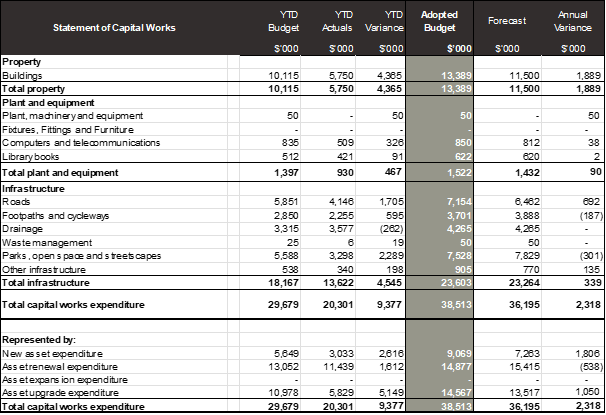 Statement of Capital Works YTD Budget YTD Actuals YTD Variance Adopted Budget Forecast Annual Variance
$'000 $'000 $'000 $'000 $'000 $'000
Property
Buildings 10,115 5,750 4,365 13,389 11,500 1,889
Total property 10,115 5,750 4,365 13,389 11,500 1,889
Plant and equipment
Plant, machinery and equipment 50 - 50 50 - 50
Fixtures, Fittings and Furniture - - - - - -
Computers and telecommunications 835 509 326 850 812 38
Library books 512 421 91 622 620 2
Total plant and equipment 1,397 930 467 1,522 1,432 90
Infrastructure
Roads 5,851 4,146 1,705 7,154 6,462 692
Footpaths and cycleways 2,850 2,255 595 3,701 3,888 (187)
Drainage 3,315 3,577 (262) 4,265 4,265 -
Waste management 25 6 19 50 50 -
Parks, open space and streetscapes 5,588 3,298 2,289 7,528 7,829 (301)
Other infrastructure 538 340 198 905 770 135
Total infrastructure 18,167 13,622 4,545 23,603 23,264 339
Total capital works expenditure 29,679 20,301 9,377 38,513 36,195 2,318
Represented by:
New asset expenditure 5,649 3,033 2,616 9,069 7,263 1,806
Asset renewal expenditure 13,052 11,439 1,612 14,877 15,415 (538)
Asset expansion expenditure - - - - - -
Asset upgrade expenditure 10,978 5,829 5,149 14,567 13,517 1,050
Total capital works expenditure 29,679 20,301 9,377 38,513 36,195 2,318